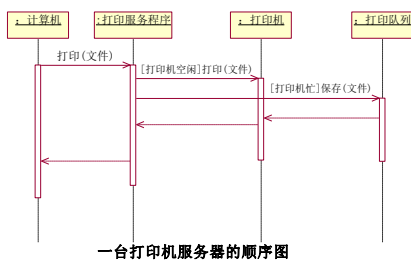 : 计算机
:打印服务程序
: 打印机
: 打印队列
打印(文件)
[打印机空闲]打印(文件)
[打印机忙]保存(文件)
一台打印机服务器的顺序图